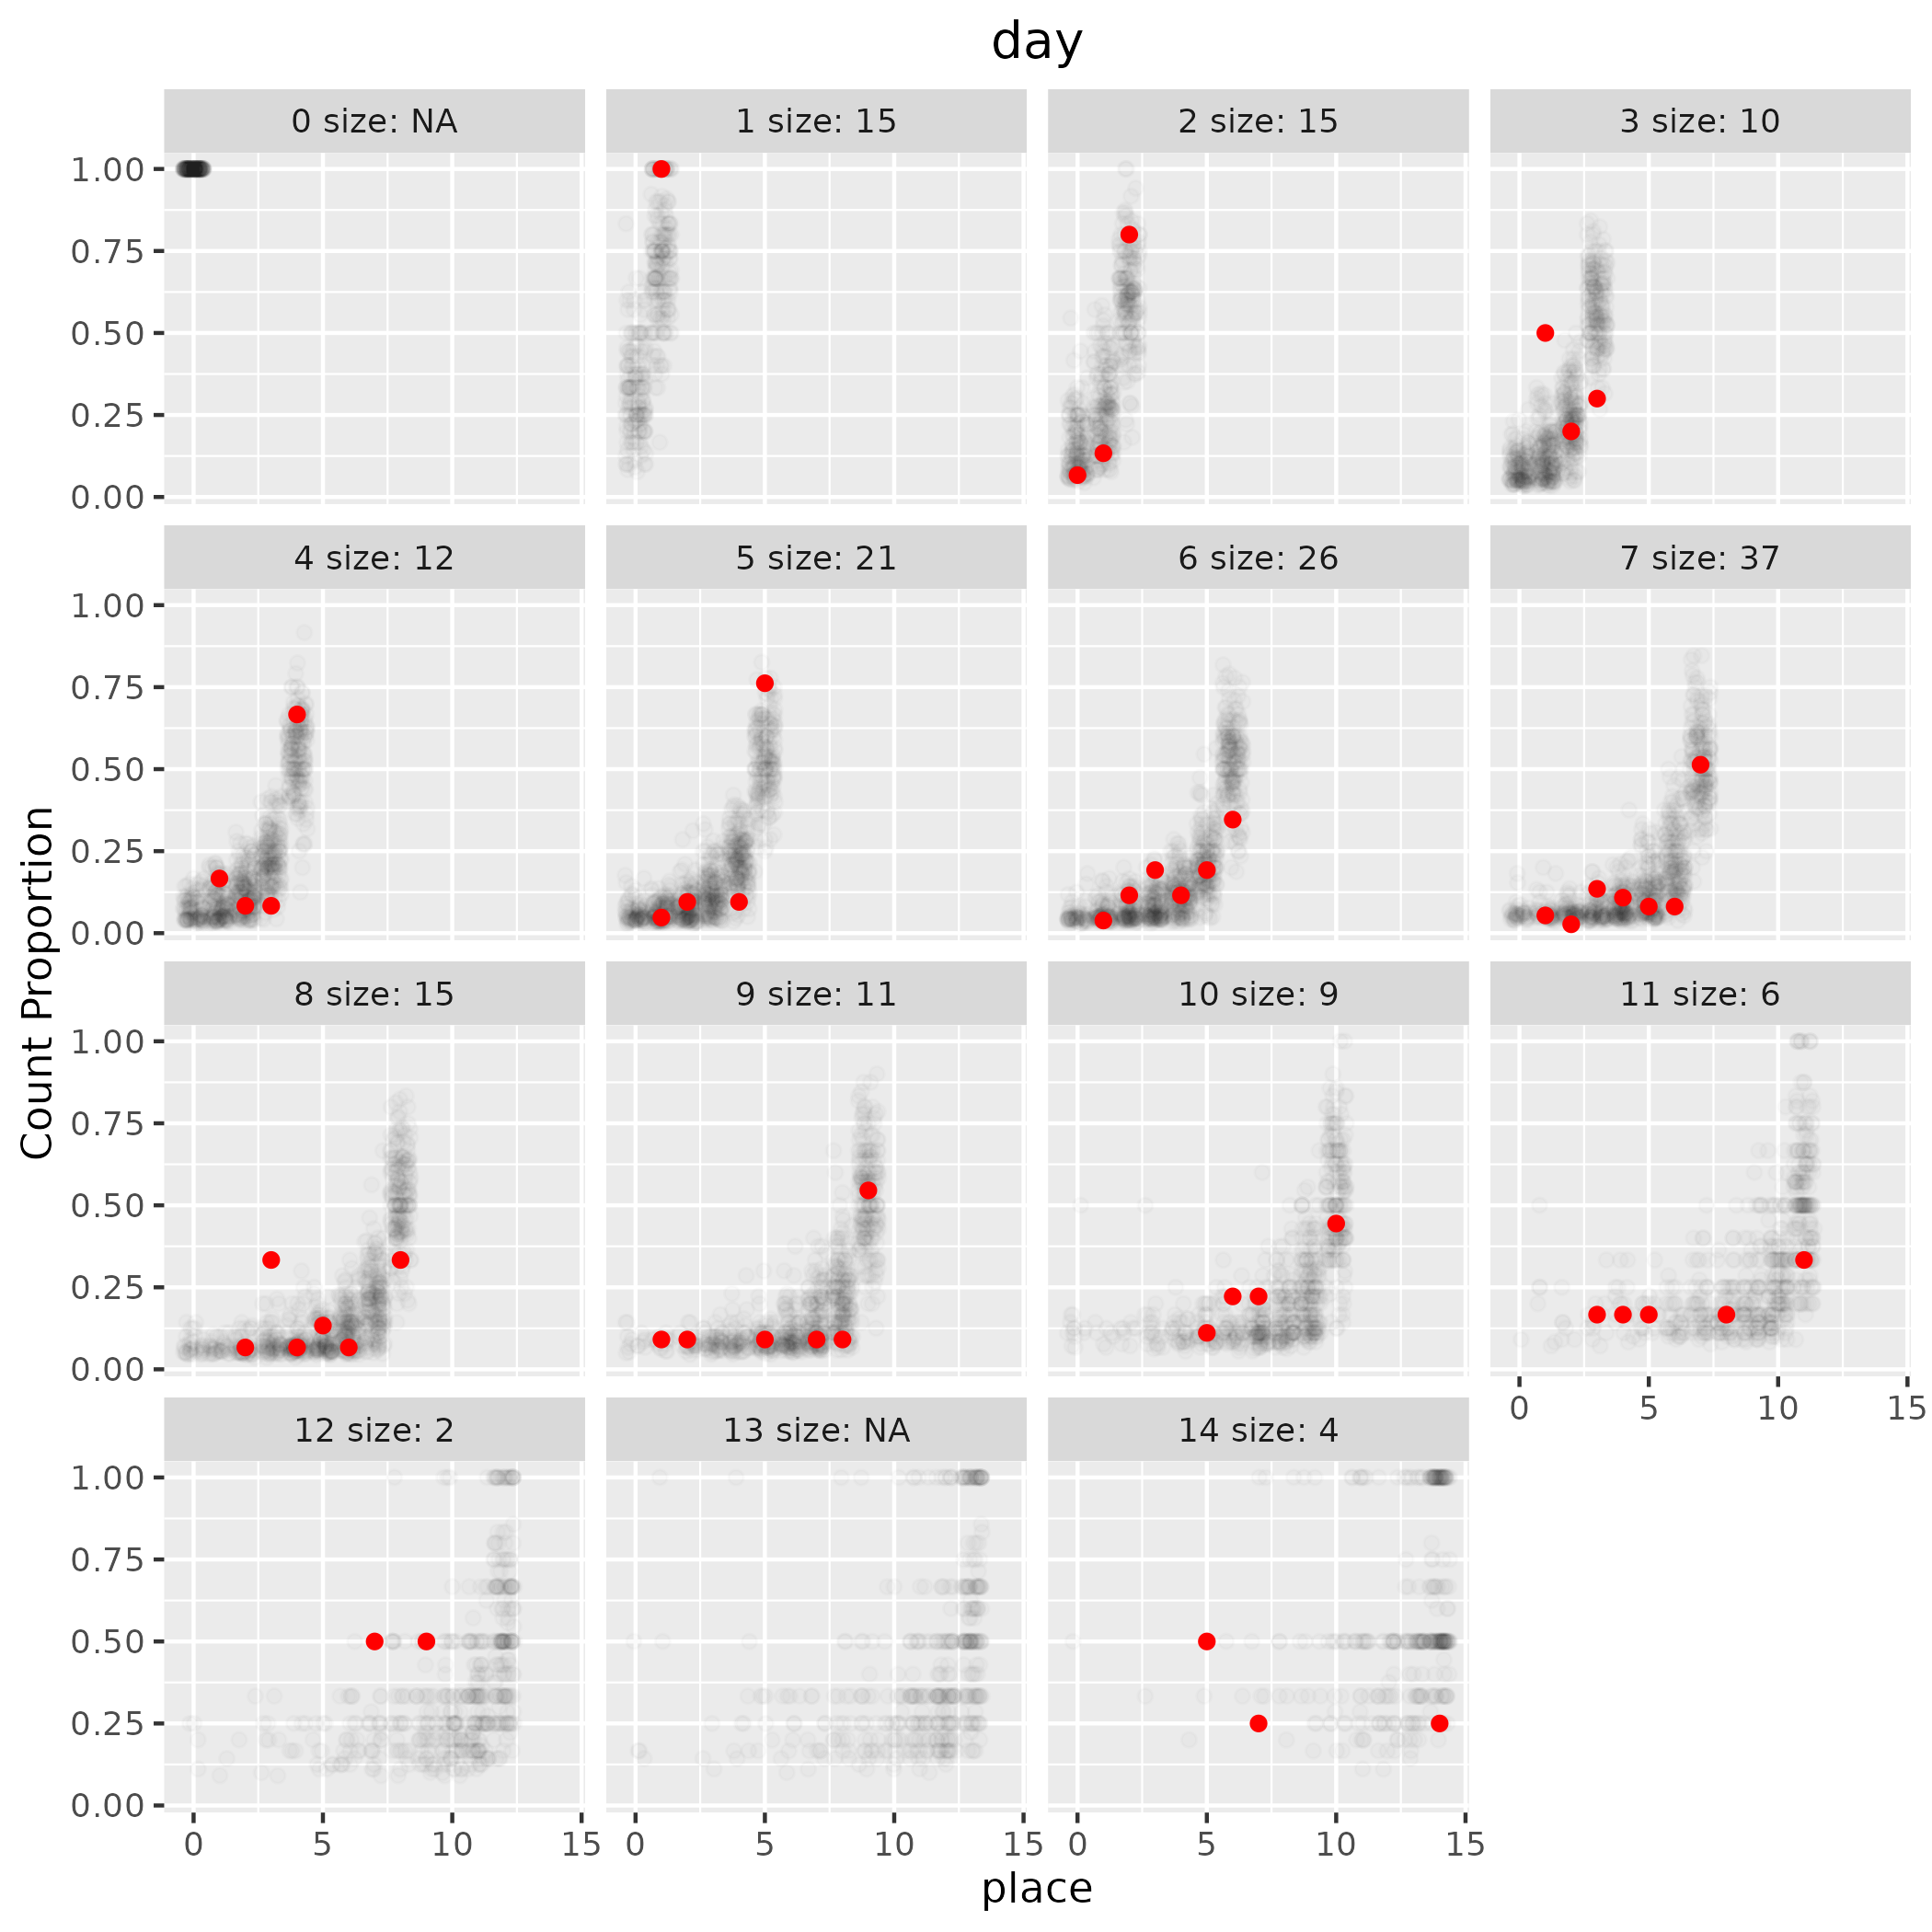 day
0 size: NA
1 size: 15
2 size: 15
3 size: 10
1.00
0.75
0.50
0.25
0.00
4 size: 12
5 size: 21
6 size: 26
7 size: 37
1.00
0.75
0.50
0.25
0.00
Count Proportion
8 size: 15
9 size: 11
10 size: 9
11 size: 6
1.00
0.75
0.50
0.25
0.00
0 5 10 15
12 size: 2
13 size: NA
14 size: 4
1.00
0.75
0.50
0.25
0.00
0 5 10 15
0 5 10 15
0 5 10 15
place